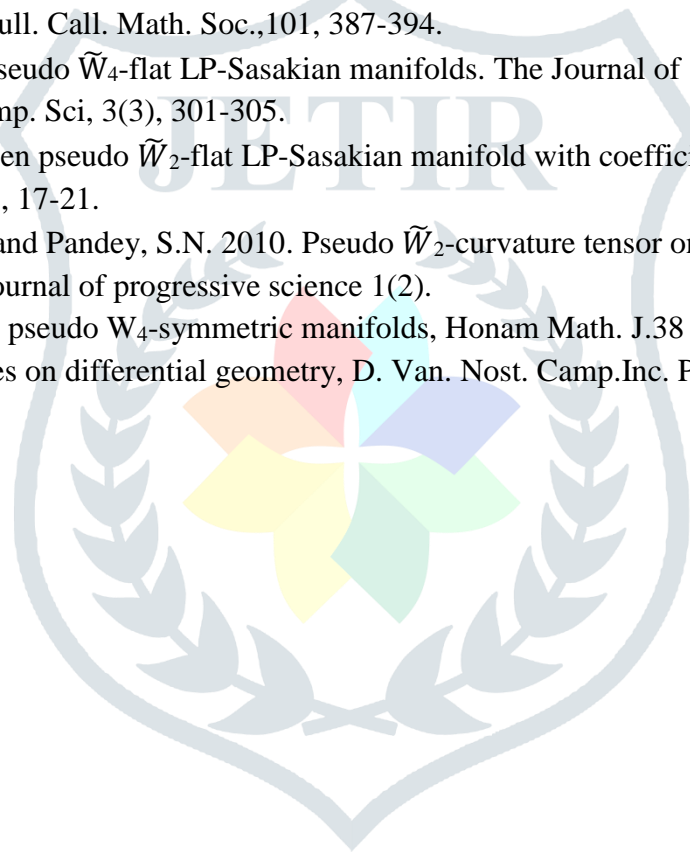 ull. Call. Math. Soc.,101, 387-394.
seudo W̃₄-flat LP-Sasakian manifolds. The Journal of
mp. Sci, 3(3), 301-305.
en pseudo W̃₂-flat LP-Sasakian manifold with coeffici
, 17-21.
and Pandey, S.N. 2010. Pseudo W̃₂-curvature tensor on
ournal of progressive science 1(2).
pseudo W₄-symmetric manifolds, Honam Math. J.38
es on differential geometry, D. Van. Nost. Camp.Inc. P
JETIR